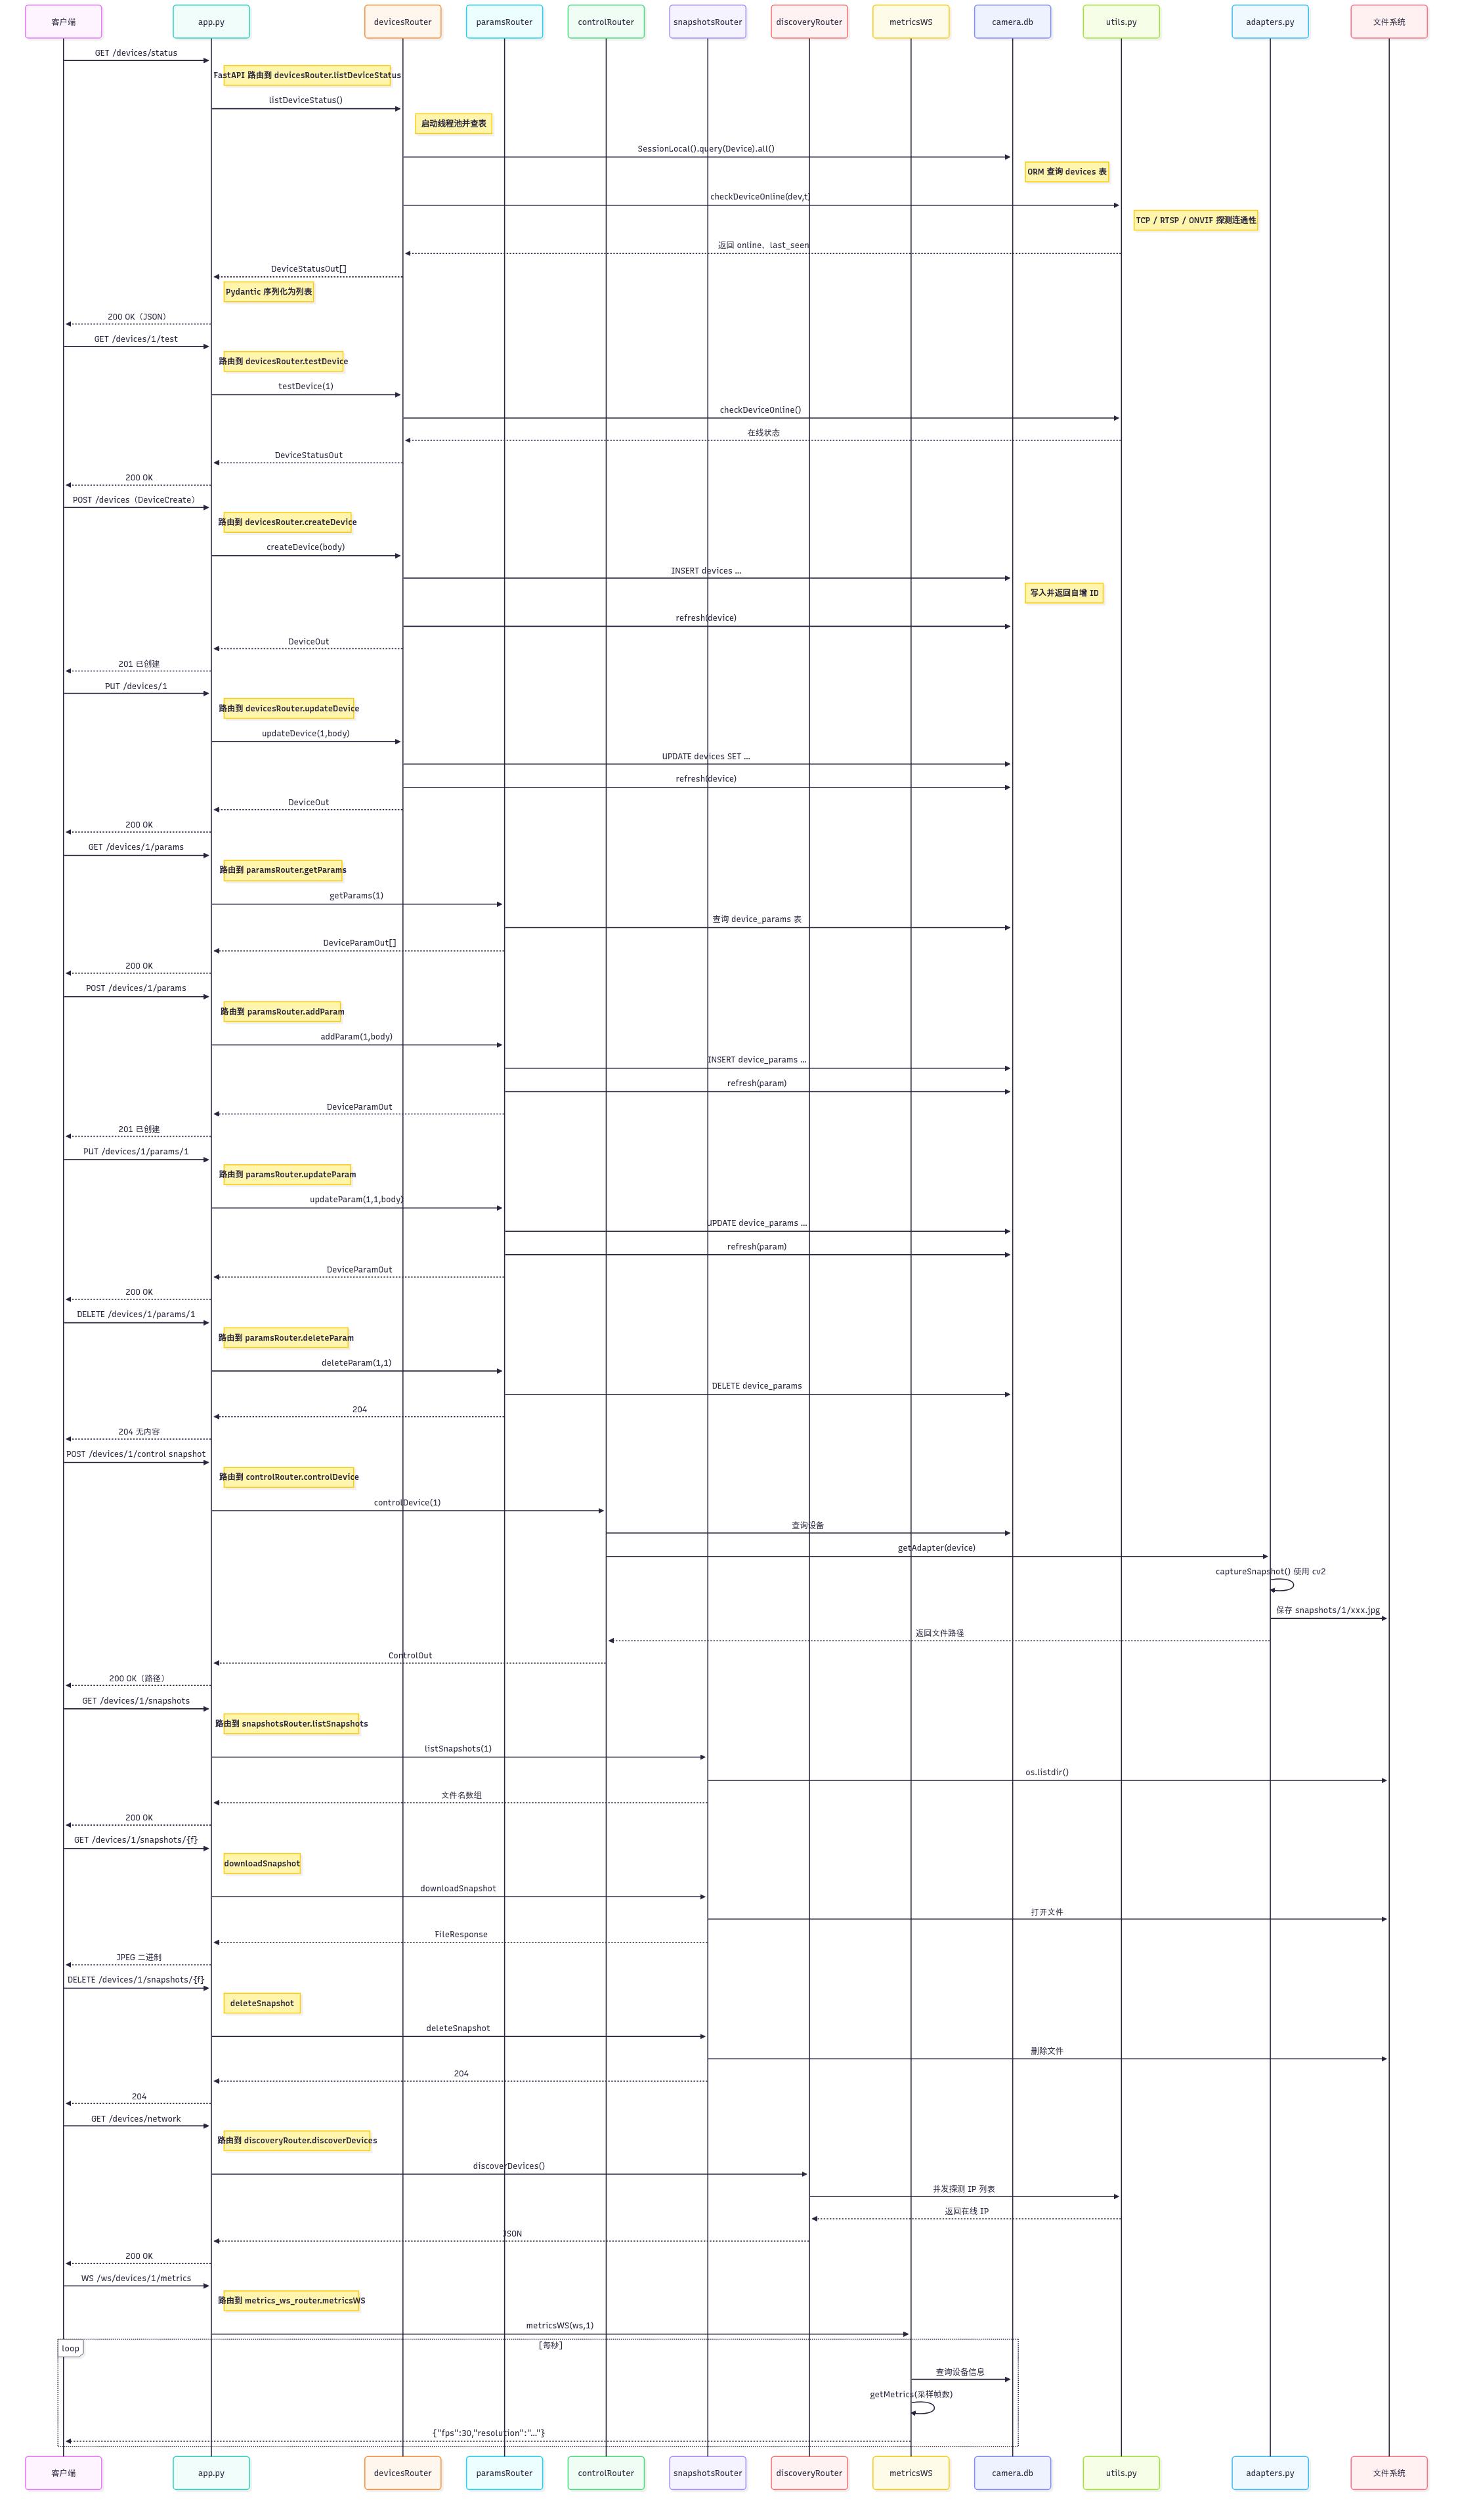 客户端
app.py
devicesRouter
paramsRouter
controlRouter
snapshotsRouter
discoveryRouter
metricsWS
camera.db
utils.py
adapters.py
文件系统
GET /devices/status
FastAPI 路由到 devicesRouter.listDeviceStatus
listDeviceStatus()
启动线程池并查表
SessionLocal().query(Device).all()
ORM 查询 devices 表
checkDeviceOnline(dev,t)
TCP / RTSP / ONVIF 探测连通性
返回 online、last_seen
DeviceStatusOut[]
Pydantic 序列化为列表
200 OK（JSON）
GET /devices/1/test
路由到 devicesRouter.testDevice
testDevice(1)
checkDeviceOnline()
在线状态
DeviceStatusOut
200 OK
POST /devices（DeviceCreate）
路由到 devicesRouter.createDevice
createDevice(body)
INSERT devices ...
写入并返回自增 ID
refresh(device)
DeviceOut
201 已创建
PUT /devices/1
路由到 devicesRouter.updateDevice
updateDevice(1,body)
UPDATE devices SET ...
refresh(device)
DeviceOut
200 OK
GET /devices/1/params
路由到 paramsRouter.getParams
getParams(1)
查询 device_params 表
DeviceParamOut[]
200 OK
POST /devices/1/params
路由到 paramsRouter.addParam
addParam(1,body)
INSERT device_params ...
refresh(param)
DeviceParamOut
201 已创建
PUT /devices/1/params/1
路由到 paramsRouter.updateParam
updateParam(1,1,body)
UPDATE device_params ...
refresh(param)
DeviceParamOut
200 OK
DELETE /devices/1/params/1
路由到 paramsRouter.deleteParam
deleteParam(1,1)
DELETE device_params
204
204 无内容
POST /devices/1/control snapshot
路由到 controlRouter.controlDevice
controlDevice(1)
查询设备
getAdapter(device)
captureSnapshot() 使用 cv2
保存 snapshots/1/xxx.jpg
返回文件路径
ControlOut
200 OK（路径）
GET /devices/1/snapshots
路由到 snapshotsRouter.listSnapshots
listSnapshots(1)
os.listdir()
文件名数组
200 OK
GET /devices/1/snapshots/{f}
downloadSnapshot
downloadSnapshot
打开文件
FileResponse
JPEG 二进制
DELETE /devices/1/snapshots/{f}
deleteSnapshot
deleteSnapshot
删除文件
204
204
GET /devices/network
路由到 discoveryRouter.discoverDevices
discoverDevices()
并发探测 IP 列表
返回在线 IP
JSON
200 OK
WS /ws/devices/1/metrics
路由到 metrics_ws_router.metricsWS
metricsWS(ws,1)
loop
[每秒]
查询设备信息
getMetrics(采样帧数)
{"fps":30,"resolution":"..."}
客户端
app.py
devicesRouter
paramsRouter
controlRouter
snapshotsRouter
discoveryRouter
metricsWS
camera.db
utils.py
adapters.py
文件系统